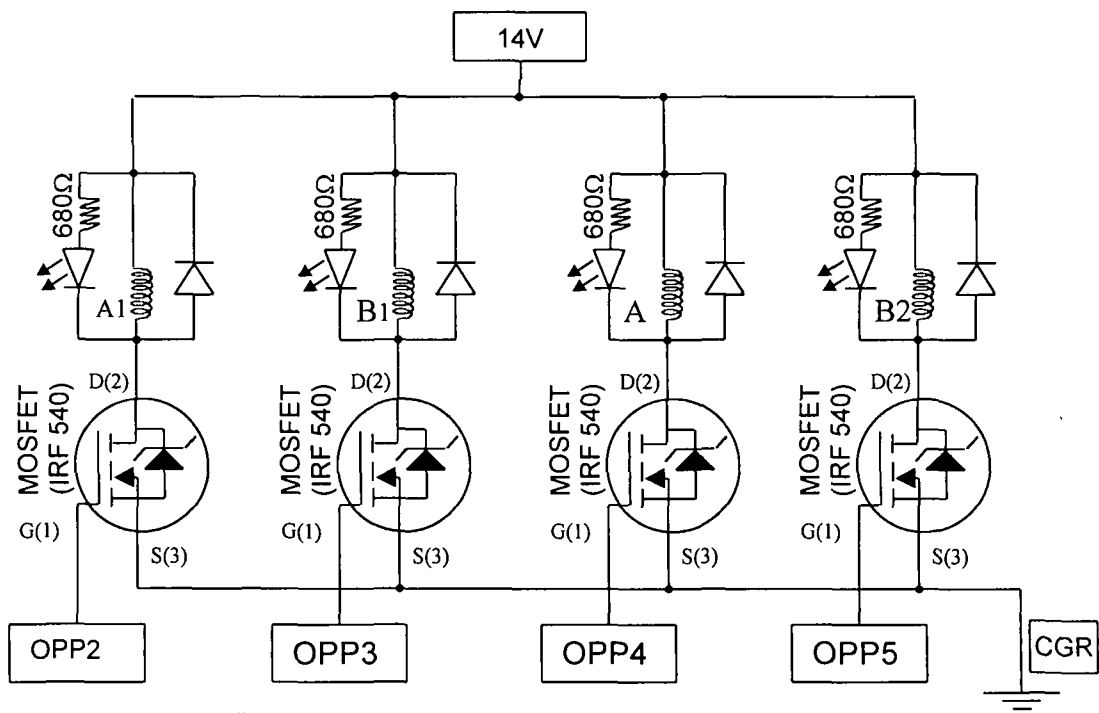 14V
680Ω
680Ω
680Ω
680Ω
A1
B1
A
B2
D(2)
D(2)
D(2)
D(2)
MOSFET
(IRF 540)
MOSFET
(IRF 540)
MOSFET
(IRF 540)
MOSFET
(IRF 540)
G(1)
G(1)
G(1)
G(1)
S(3)
S(3)
S(3)
S(3)
OPP2
OPP3
OPP4
OPP5
CGR